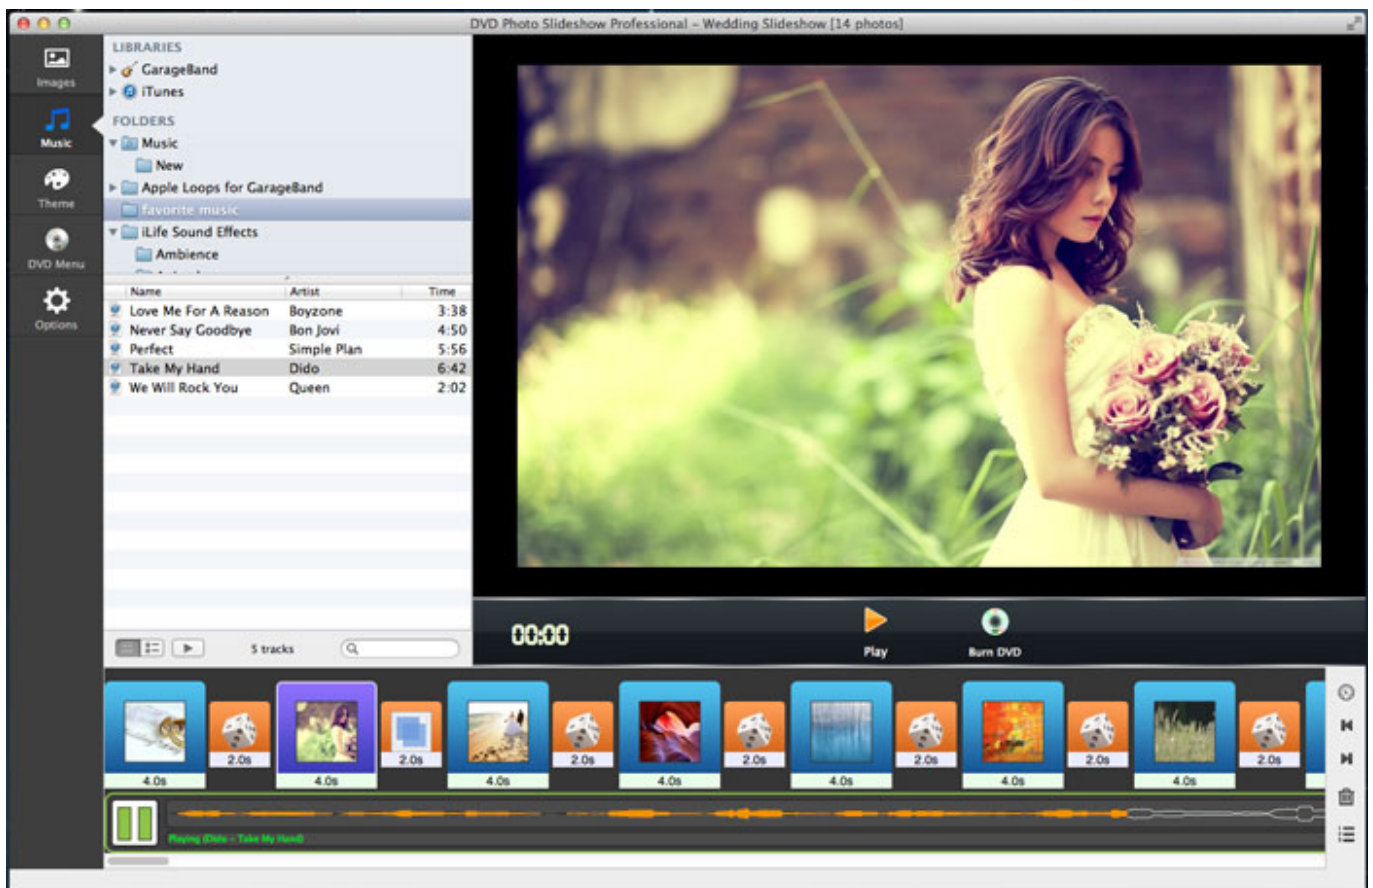 DVD Photo Slideshow Professional – Wedding Slideshow [14 photos]
Images
Music
Theme
DVD Menu
Options
LIBRARIES
GarageBand
iTunes
FOLDERS
Music
New
Apple Loops for GarageBand
favorite music
iLife Sound Effects
Ambience
Name Artist Time
Love Me For A Reason Boyzone 3:38
Never Say Goodbye Bon Jovi 4:50
Perfect Simple Plan 5:56
Take My Hand Dido 6:42
We Will Rock You Queen 2:02
5 tracks
00:00
Play
Burn DVD
2.0s 2.0s 2.0s 2.0s 2.0s 2.0s 2.0s
4.0s 4.0s 4.0s 4.0s 4.0s 4.0s 4.0s
Playing (Dido – Take My Hand)